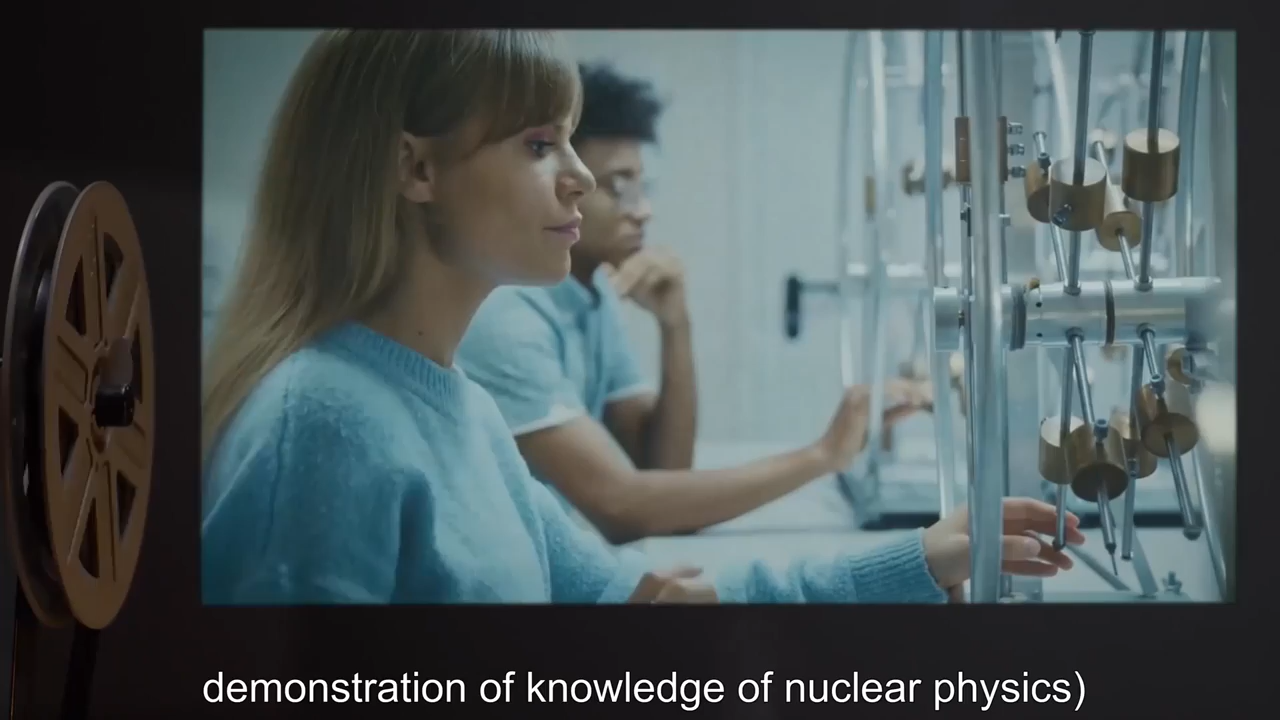 demonstration of knowledge of nuclear physics)